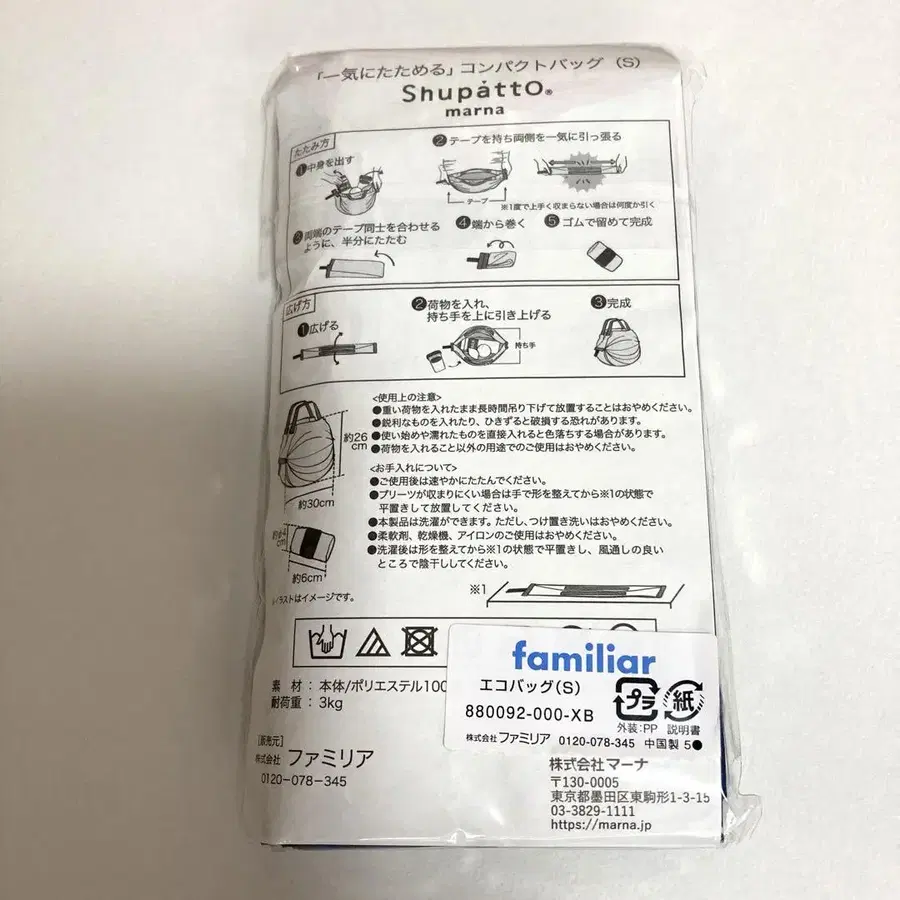 「一気にたためる」コンパクトバッグ（S）
Shupatto®
marna
たたみ方
❶中身を出す
❷テープを持ち両側を一気に引っ張る
テープ
※1度で上手く収まらない場合は何度か引く
❸両端のテープ同士を合わせる
ように、半分にたたむ
❹端から巻く
❺ゴムで留めて完成
広げ方
❶広げる
❷荷物を入れ、
持ち手を上に引き上げる
持ち手
❸完成
約26
cm
約30cm
cm
約6cm
※イラストはイメージです。
<使用上の注意>
●重い荷物を入れたまま長時間吊り下げて放置することはおやめください。
●鋭利なものを入れたり、ひきずると破損する恐れがあります。
●使い始めや濡れたものを直接入れると色落ちする場合があります。
●荷物を入れること以外の用途でのご使用はおやめください。
<お手入れについて>
●ご使用後は速やかにたたんでください。
●プリーツが収まりにくい場合は手で形を整えてから※1の状態で
平置きして放置してください。
●本製品は洗濯ができます。ただし、つけ置き洗いはおやめください。
●柔軟剤、乾燥機、アイロンのご使用はおやめください。
●洗濯後は形を整えてから※1の状態で平置きし、風通しの良い
ところで陰干ししてください。
※1
素 材：本体/ポリエステル100
耐荷重：3kg
[販売元]
株式会社 ファミリア
0120-078-345
familiar
エコバッグ(S)
880092-000-XB
プラ
紙
外装:PP 説明書
株式会社 ファミリア 0120-078-345 中国製 5●
株式会社マーナ
〒130-0005
東京都墨田区東駒形1-3-15
03-3829-1111
https://marna.jp